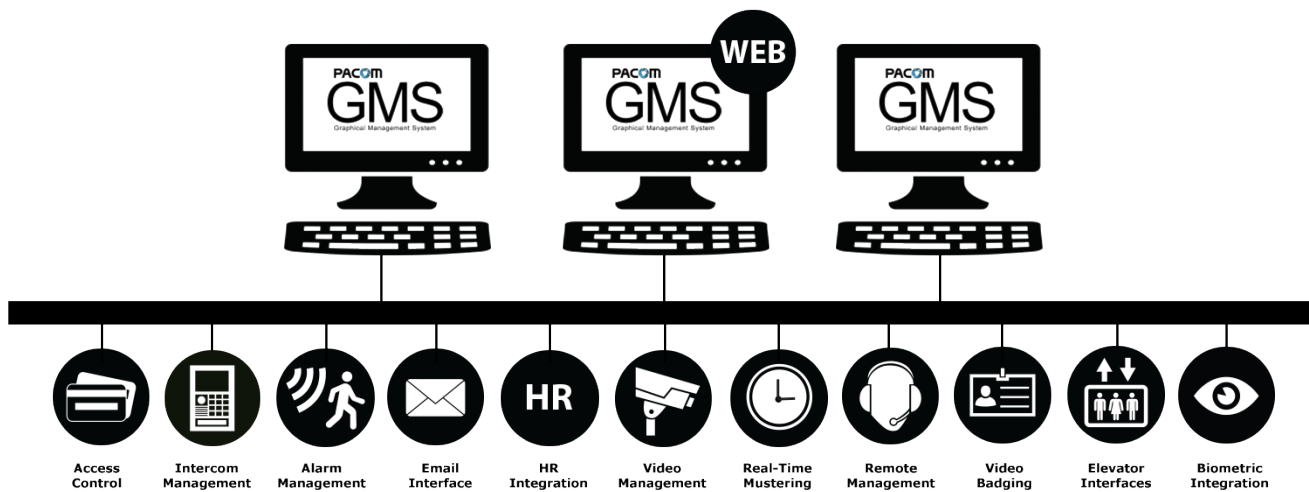 WEB
PACOM
GMS
Graphical Management System
PACOM
GMS
Graphical Management System
PACOM
GMS
Graphical Management System
HR
Access
Control
Intercom
Management
Alarm
Management
Email
Interface
HR
Integration
Video
Management
Real-Time
Mustering
Remote
Management
Video
Badging
Elevator
Interfaces
Biometric
Integration